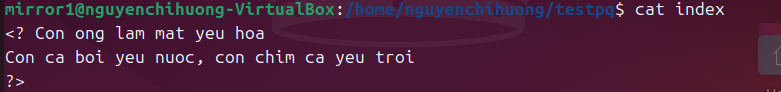 mirror1@nguyenchihuong-VirtualBox:/home/nguyenchihuong/testpq$ cat index
<? Con ong lam mat yeu hoa
Con ca boi yeu nuoc, con chim ca yeu troi
?>